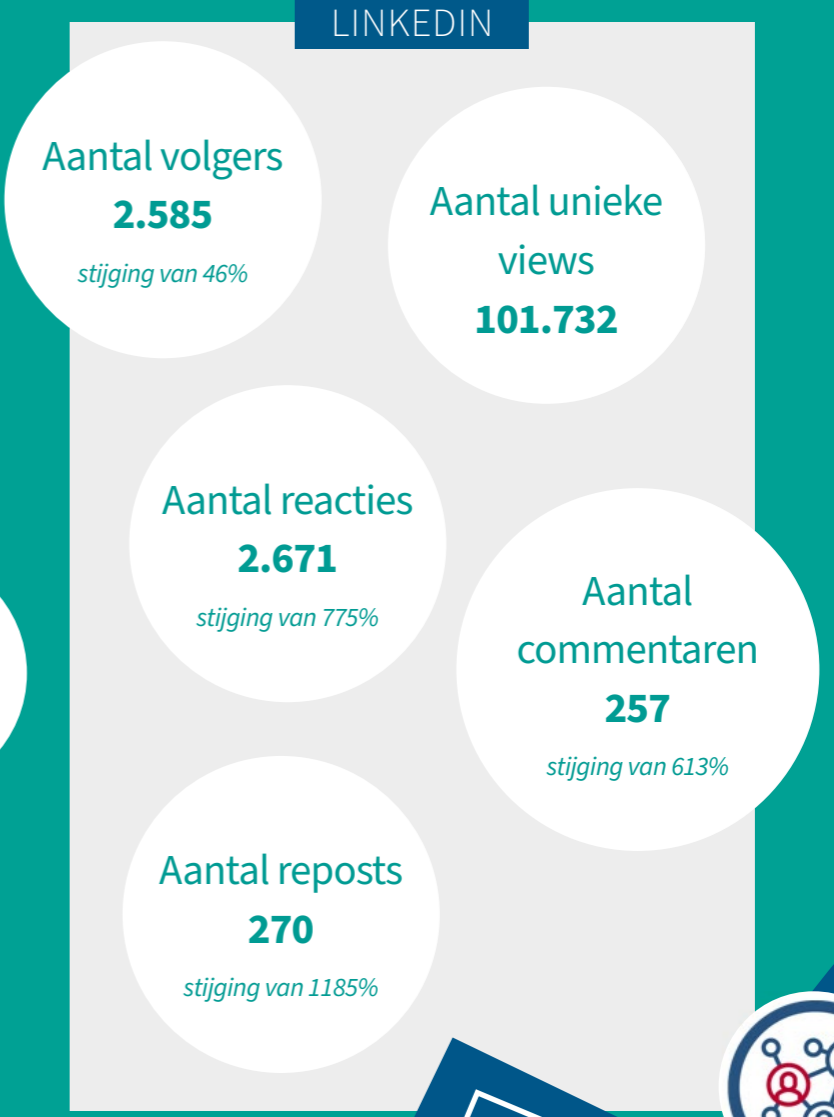 LINKEDIN
Aantal volgers
2.585
stijging van 46%
Aantal unieke
views
101.732
Aantal reacties
2.671
stijging van 775%
Aantal
commentaren
257
stijging van 613%
Aantal reposts
270
stijging van 1185%